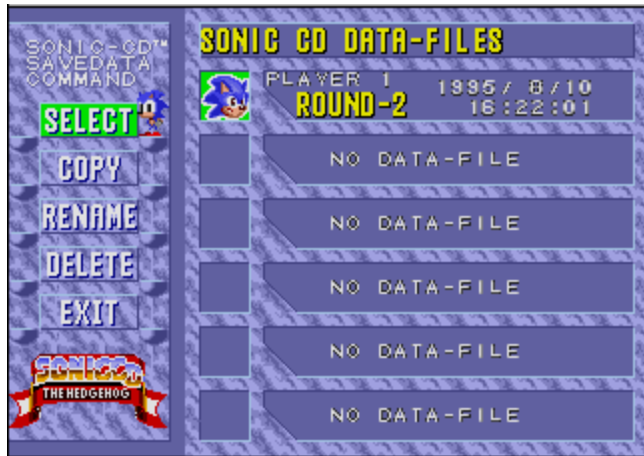 SONIC-CD™
SAVEDATA
COMMAND
SELECT
COPY
RENAME
DELETE
EXIT
SONIC CD
THE HEDGEHOG
SONIC CD DATA-FILES
PLAYER 1
ROUND-2
1995/ 8/10
16:22:01
NO DATA-FILE
NO DATA-FILE
NO DATA-FILE
NO DATA-FILE
NO DATA-FILE